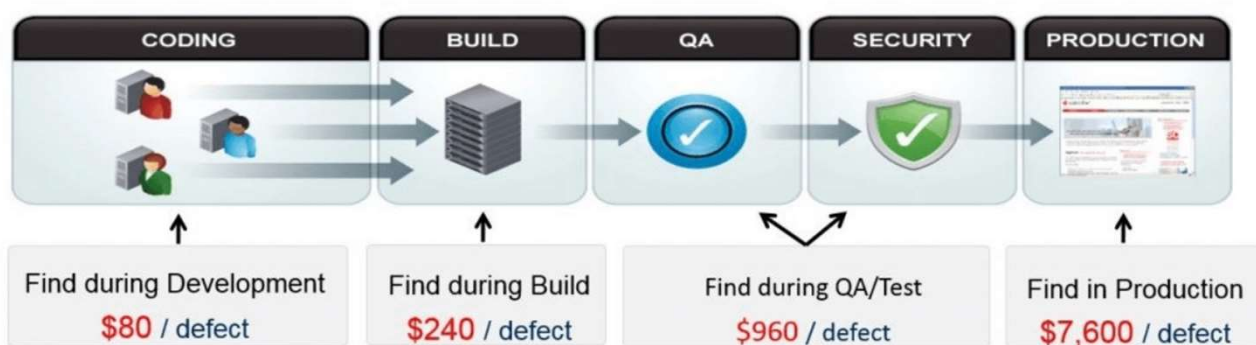 CODING
BUILD
QA
SECURITY
PRODUCTION
Find during Development
$80 / defect
Find during Build
$240 / defect
Find during QA/Test
$960 / defect
Find in Production
$7,600 / defect